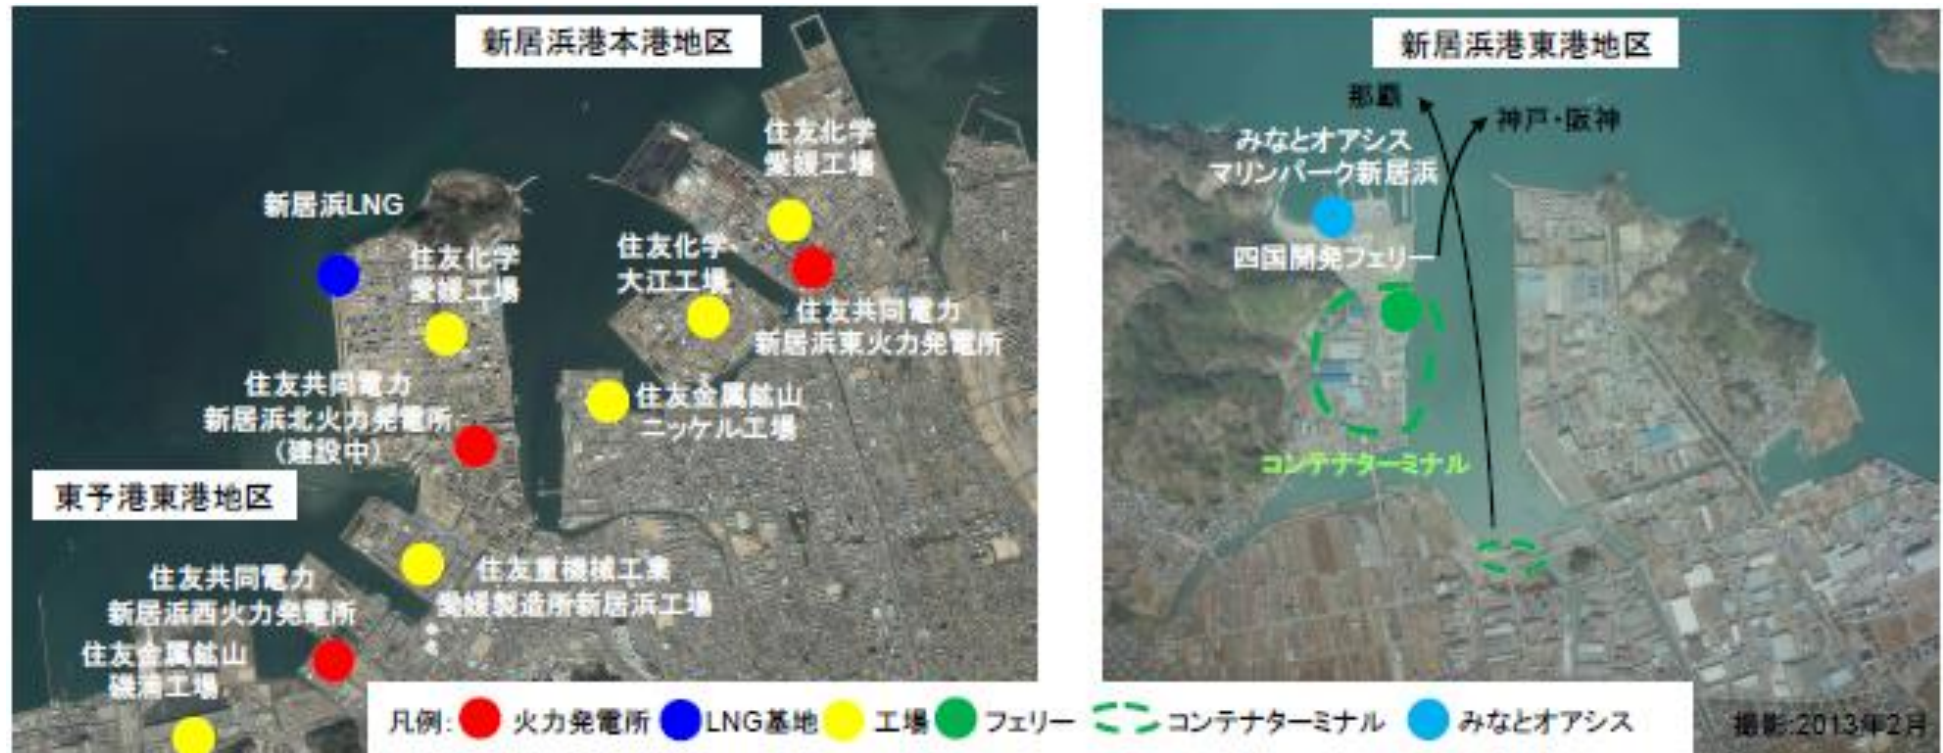 新居浜港本港地区
住友化学
愛媛工場
新居浜LNG
住友化学
愛媛工場
住友化学
大江工場
住友共同電力
新居浜東火力発電所
住友共同電力
新居浜北火力発電所
(建設中)
住友金属鉱山
ニッケル工場
東予港東港地区
住友共同電力
新居浜西火力発電所
住友重機械工業
愛媛製造所新居浜工場
住友金属鉱山
磯浦工場
新居浜港東港地区
那覇
神戸・阪神
みなとオアシス
マリンパーク新居浜
四国開発フェリー
コンテナターミナル
凡例: 火力発電所 LNG基地 工場 フェリー コンテナターミナル みなとオアシス
撮影:2013年2月